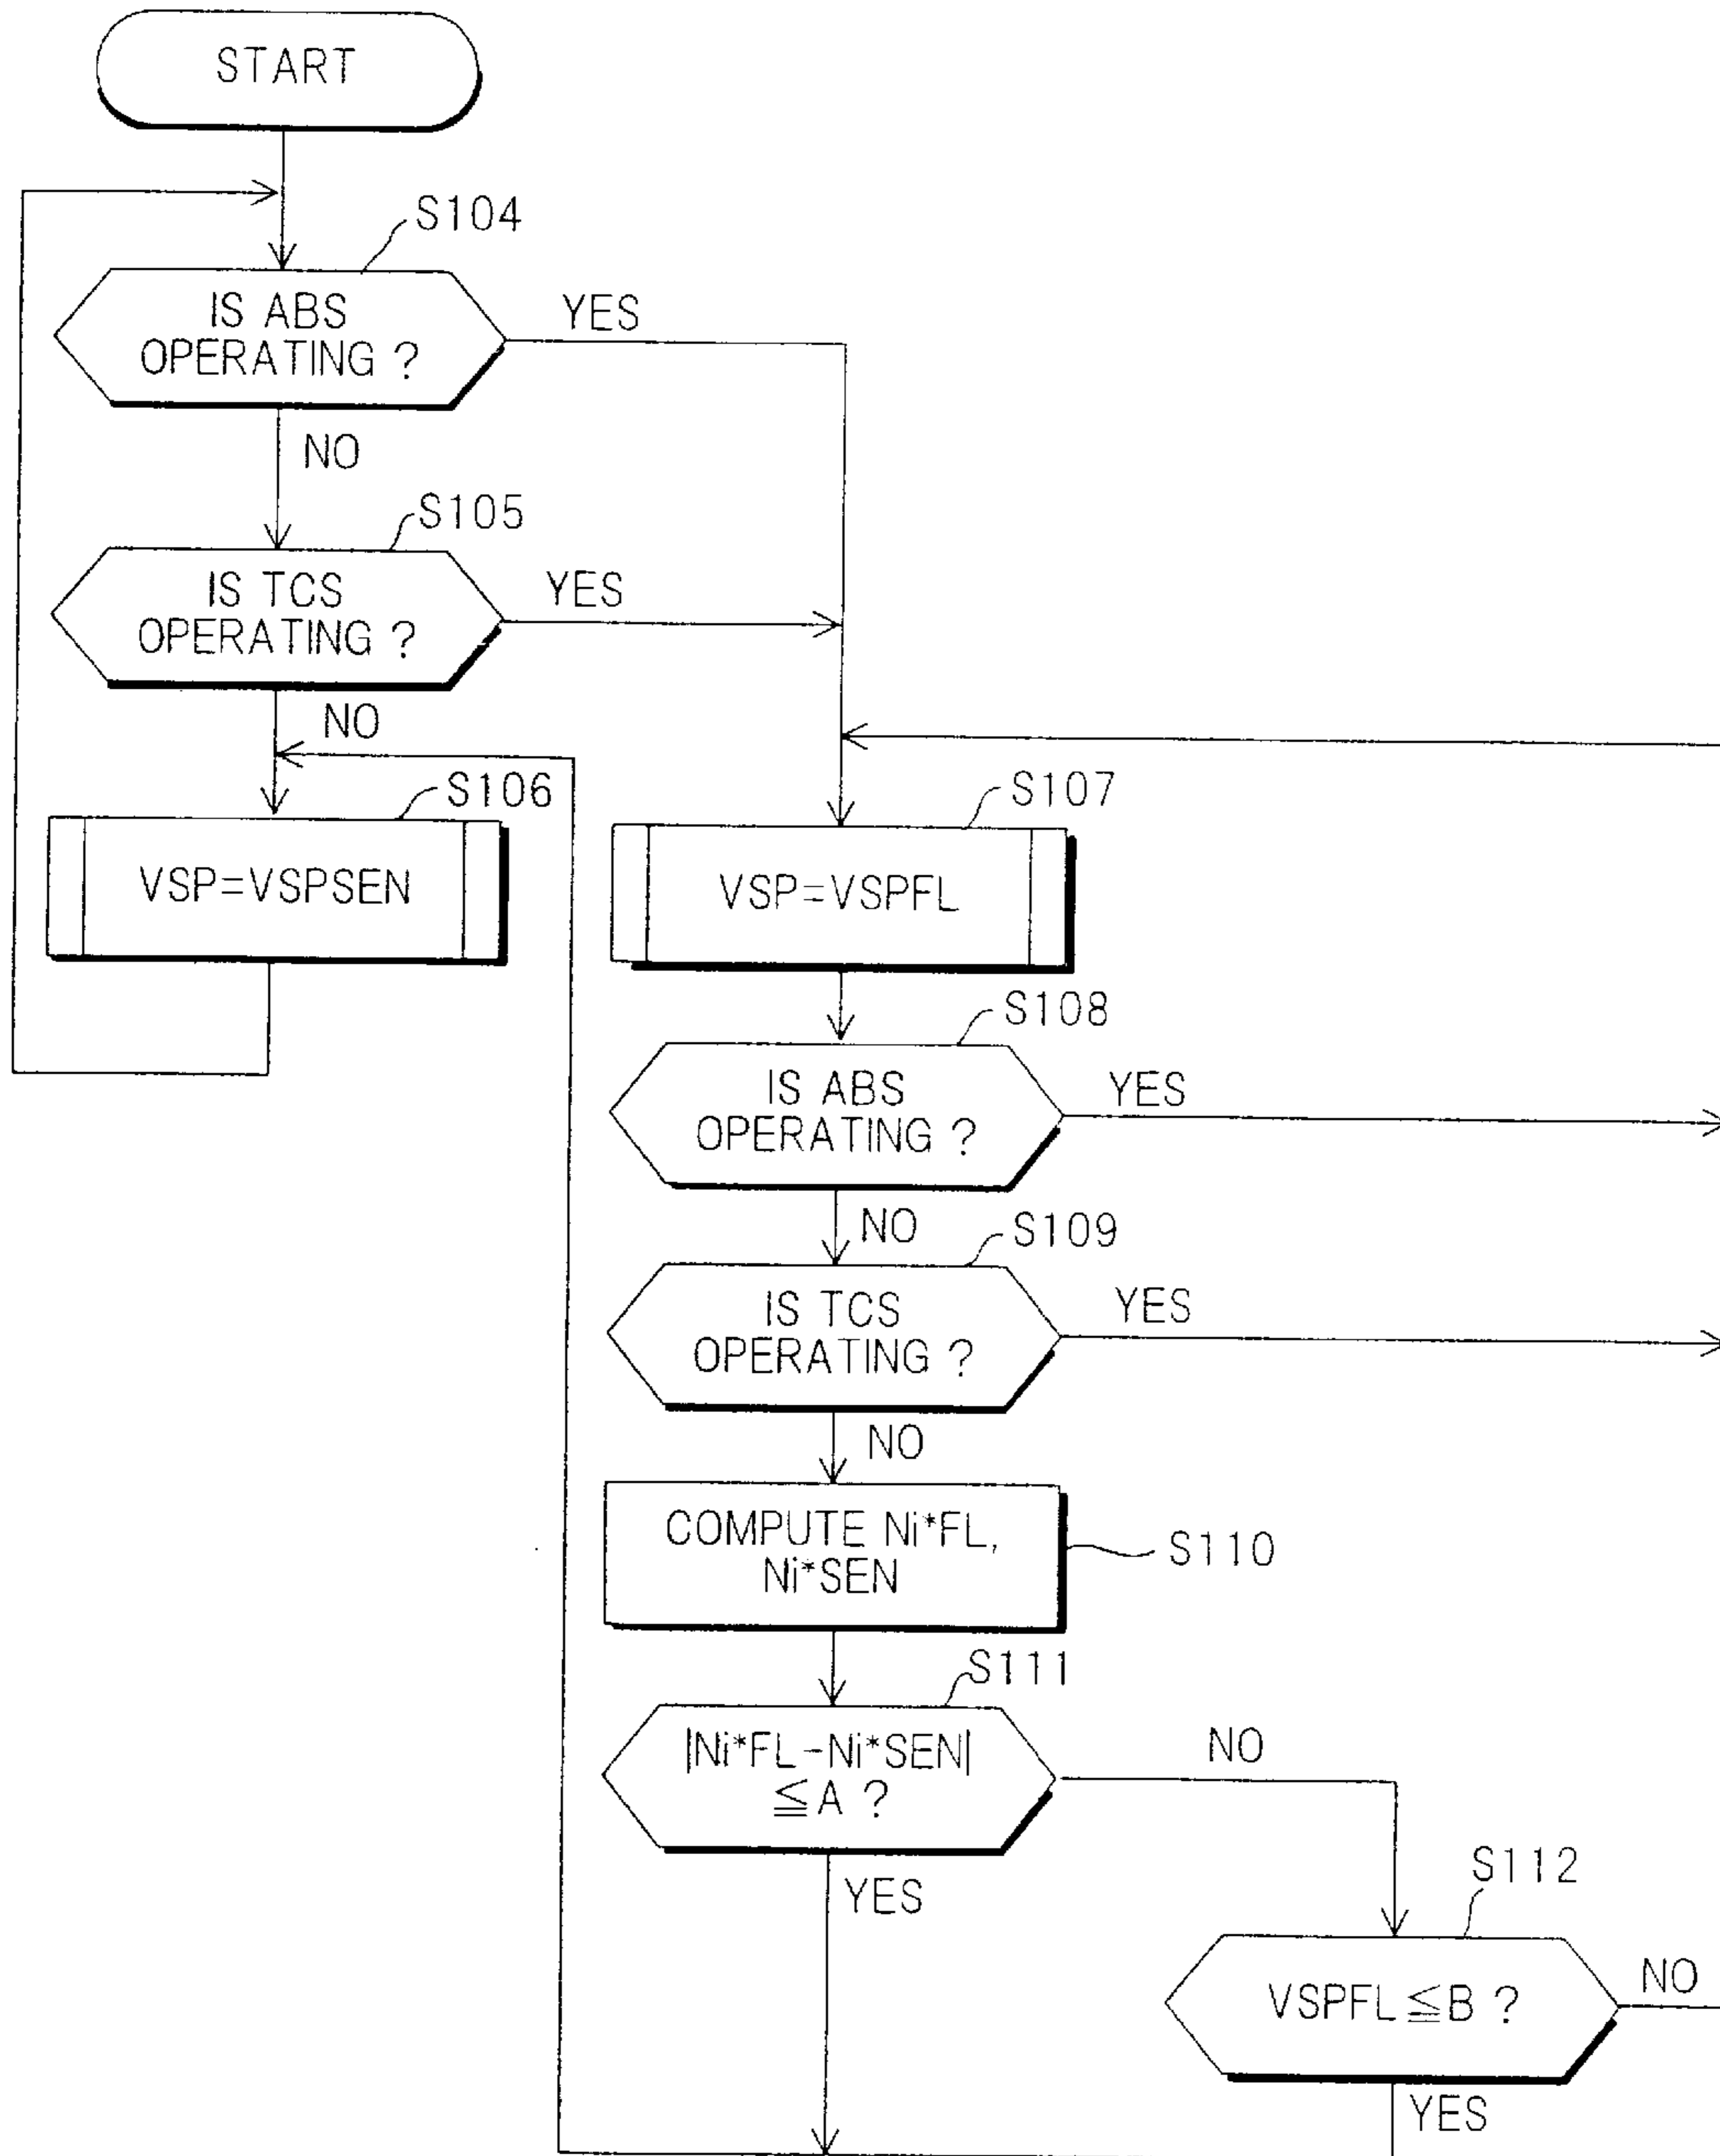 START
S104
IS ABS
OPERATING ?
YES
NO
S105
IS TCS
OPERATING ?
YES
NO
S106
VSP=VSPSEN
S107
VSP=VSPFL
S108
IS ABS
OPERATING ?
YES
NO
S109
IS TCS
OPERATING ?
YES
NO
COMPUTE Ni*FL,
Ni*SEN
S110
S111
|Ni*FL-Ni*SEN|
≦A ?
NO
YES
S112
VSPFL≦B ?
NO
YES